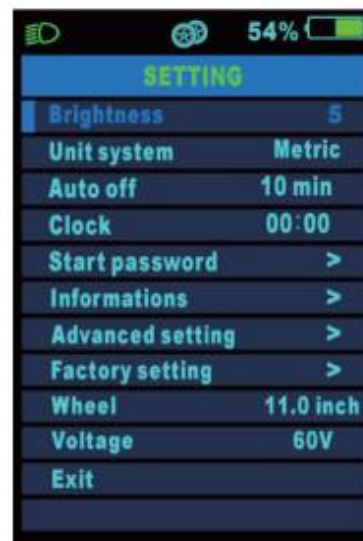 54%
SETTING
Brightness 5
Unit system Metric
Auto off 10 min
Clock 00:00
Start password >
Informations >
Advanced setting >
Factory setting >
Wheel 11.0 inch
Voltage 60V
Exit